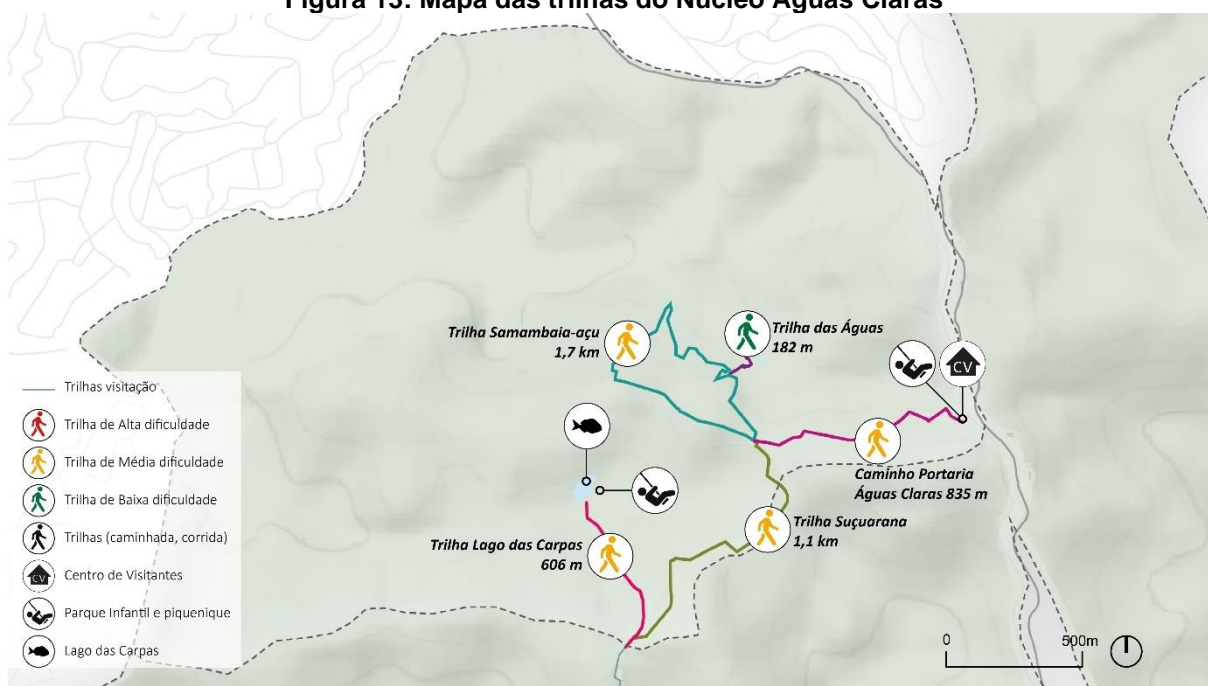 Figura 13: Mapa das trilhas do Núcleo Águas Claras
Trilha Samambaia-açu
1,7 km
Trilha das Águas
182 m
CV
Caminho Portaria
Águas Claras 835 m
Trilha Suçuarana
1,1 km
Trilha Lago das Carpas
606 m
Trilhas visitação
Trilha de Alta dificuldade
Trilha de Média dificuldade
Trilha de Baixa dificuldade
Trilhas (caminhada, corrida)
CV
Centro de Visitantes
Parque Infantil e piquenique
Lago das Carpas
0
500m